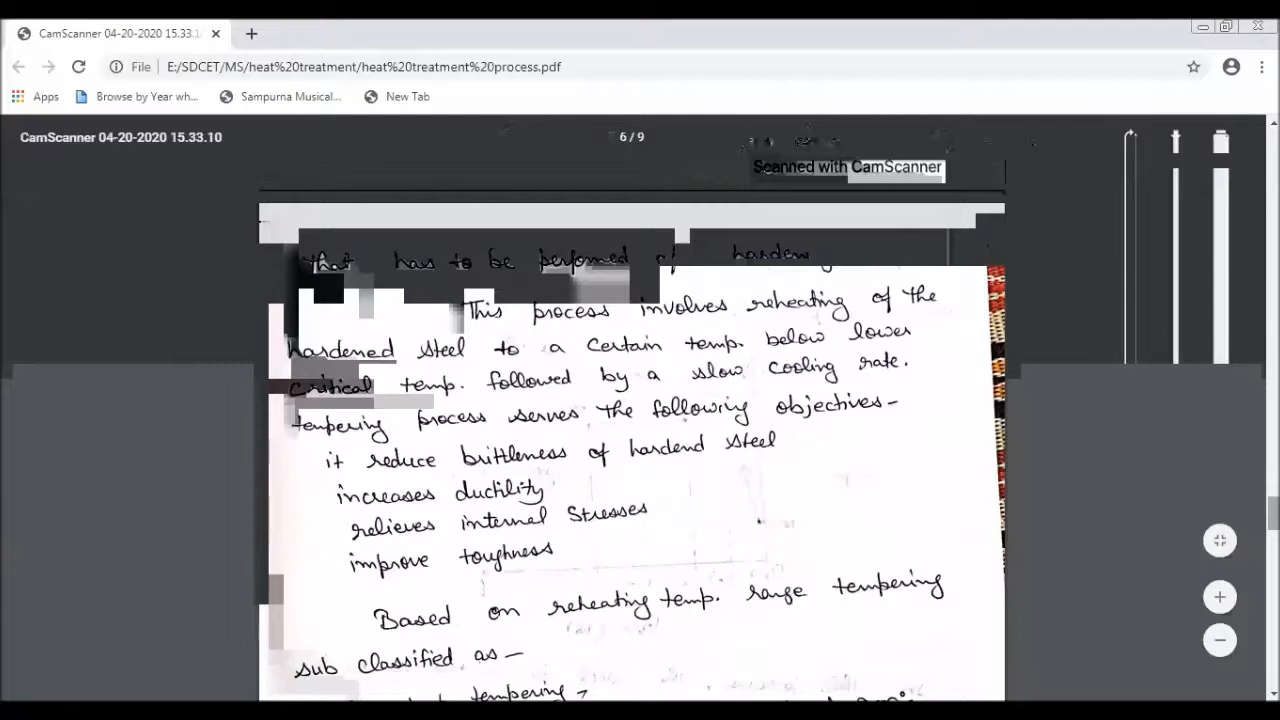 CamScanner 04-20-2020 15.33.1
File E:/SDCET/MS/heat%20treatment/heat%20treatment%20process.pdf
Apps Browse by Year wh... Sampurna Musical... New Tab
CamScanner 04-20-2020 15.33.10 6 / 9
Scanned with CamScanner
that has to be perfomed of harden
This process involves reheating of the
hardened steel to a certain temp. below lower
critical temp. followed by a slow cooling rate.
tempering process serves the following objectives-
it reduce brittleness of hardend steel
increases ductility
relieves internal stresses
improve toughness
Based on reheating temp. range tempering
sub classified as -
tempering